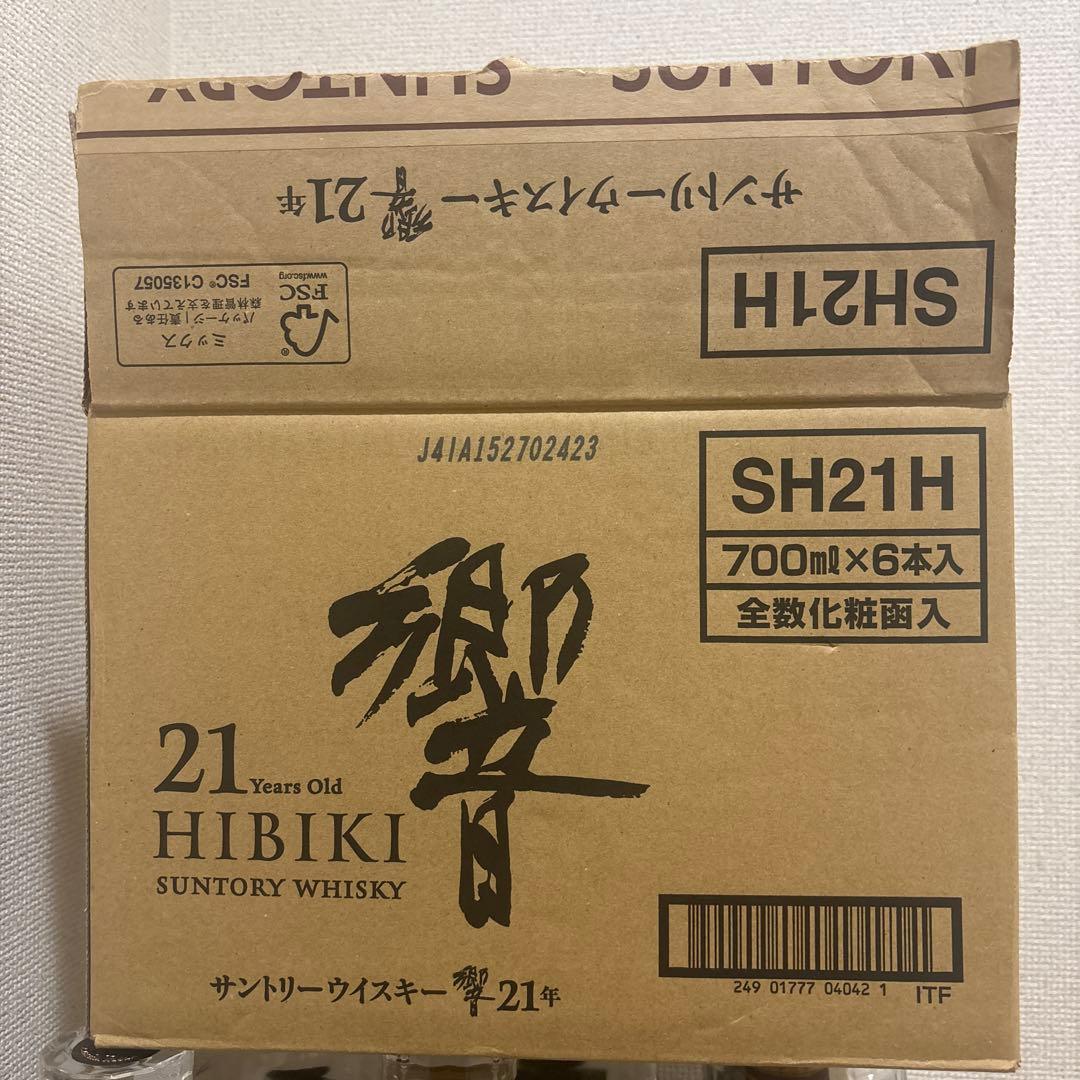 SUNTORY SUNTORY
サントリーウイスキー 響 21年
SH21H
ミックス
パッケージ|責任ある
森林管理を支えています
FSC® C135057
®
FSC
www.fsc.org
J41A152702423
SH21H
700ml×6本入
全数化粧函入
響
21 Years Old
HIBIKI
SUNTORY WHISKY
サントリーウイスキー 響 21年
249 01777 04042 1
ITF